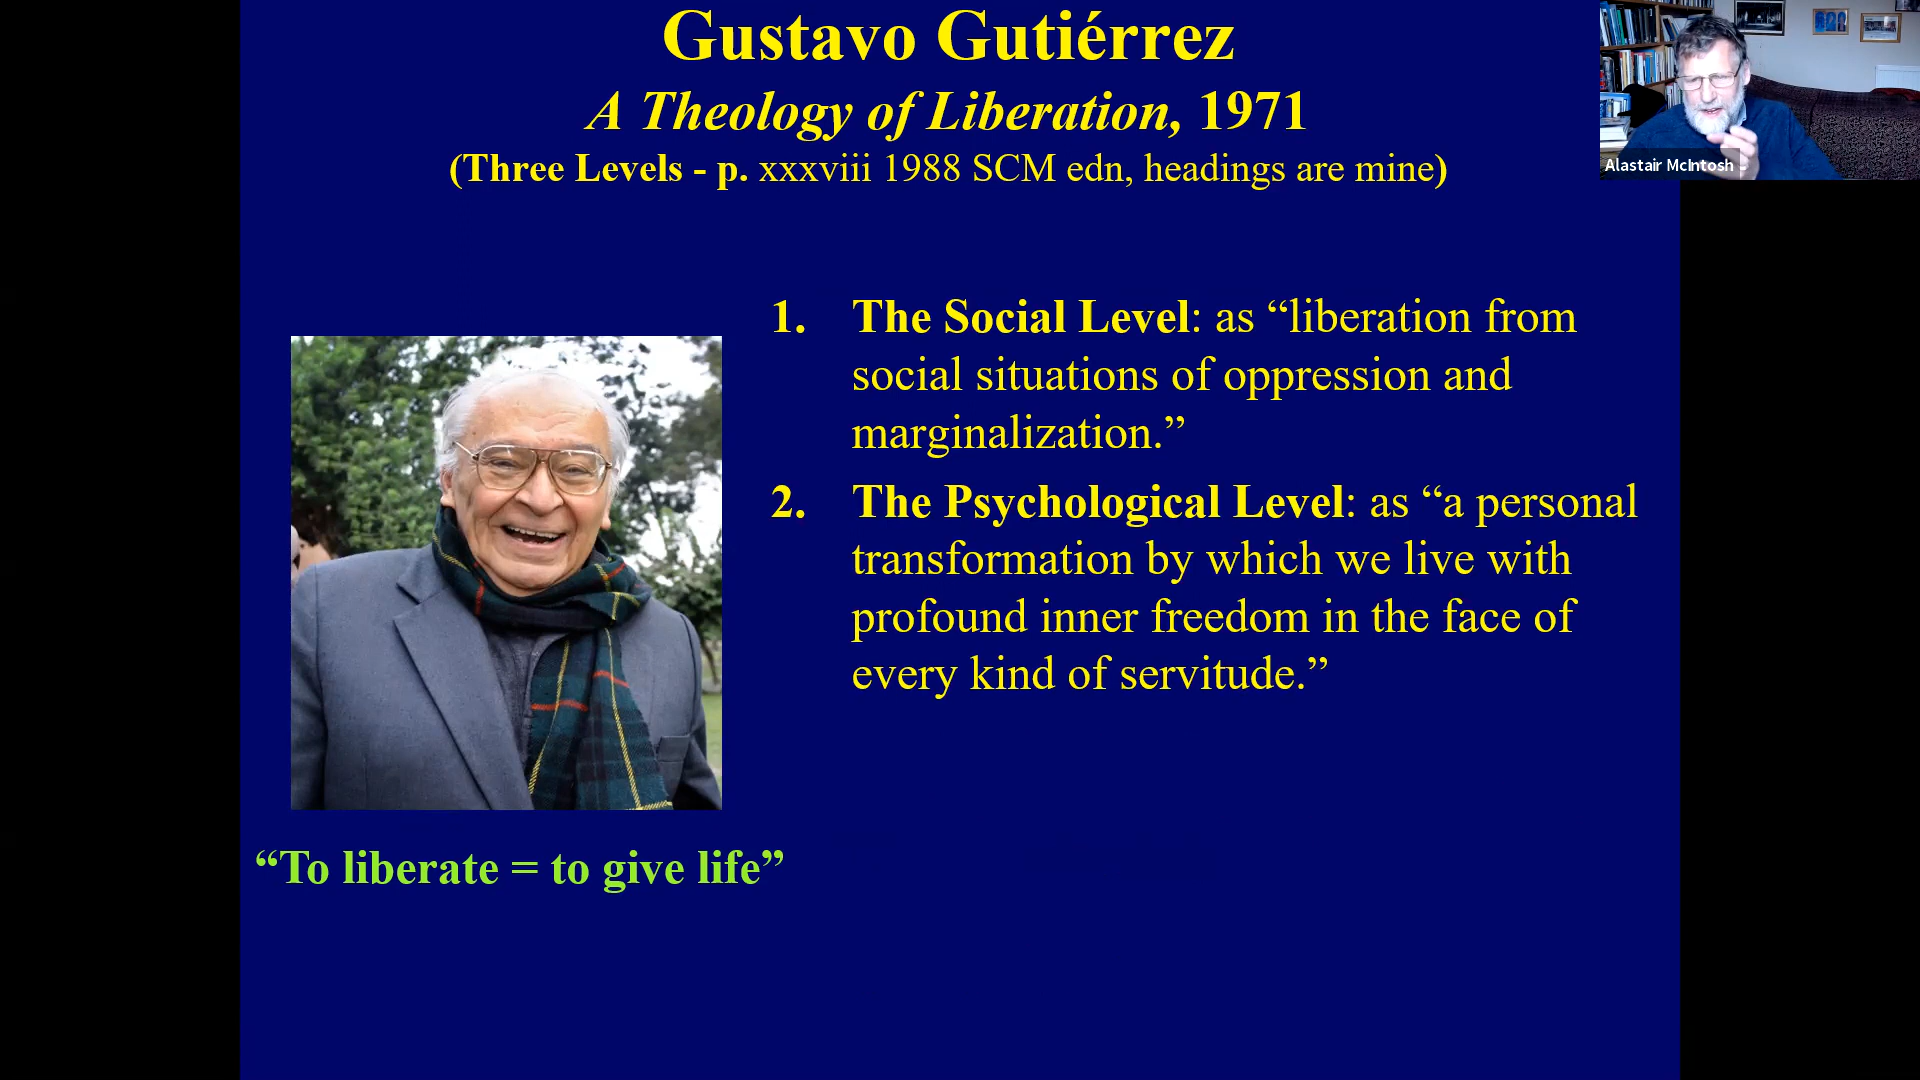 Gustavo Gutiérrez
A Theology of Liberation, 1971
(Three Levels - p. xxxviii 1988 SCM edn, headings are mine)
Alastair McIntosh
1. The Social Level: as “liberation from
social situations of oppression and
marginalization.”
2. The Psychological Level: as “a personal
transformation by which we live with
profound inner freedom in the face of
every kind of servitude.”
“To liberate = to give life”